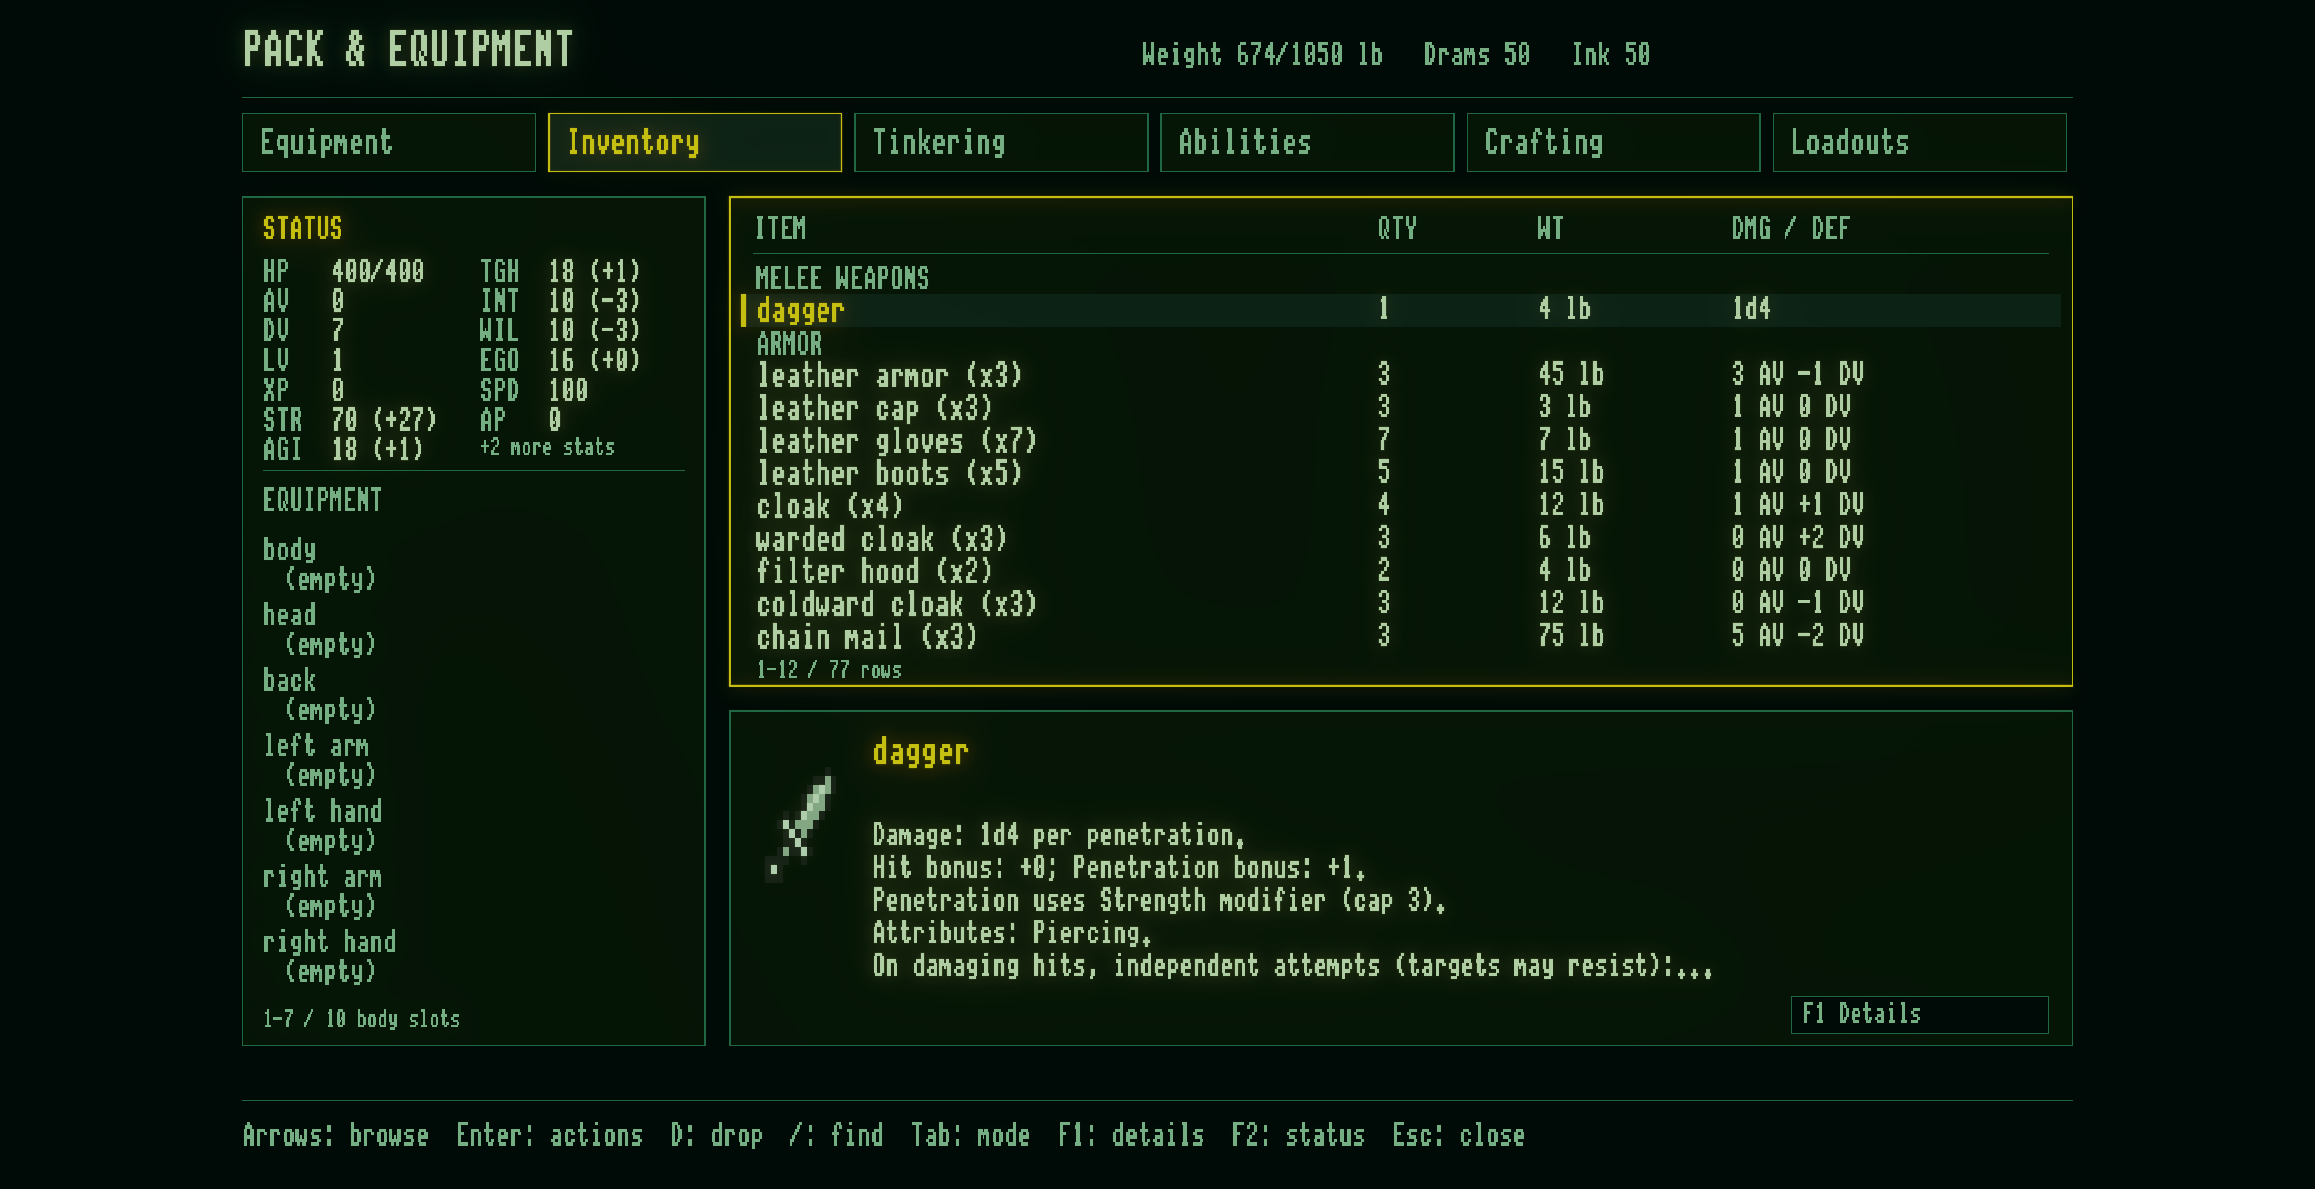 PACK & EQUIPMENT
Weight 674/1050 lb Drams 50 Ink 50
Equipment Inventory Tinkering Abilities Crafting Loadouts
STATUS
HP 400/400 TGH 18 (+1)
AV 0 INT 10 (-3)
DV 7 WIL 10 (-3)
LV 1 EGO 16 (+0)
XP 0 SPD 100
STR 70 (+27) AP 0
AGI 18 (+1) +2 more stats
EQUIPMENT
body
(empty)
head
(empty)
back
(empty)
left arm
(empty)
left hand
(empty)
right arm
(empty)
right hand
(empty)
1-7 / 10 body slots
ITEM QTY WT DMG / DEF
MELEE WEAPONS
dagger 1 4 lb 1d4
ARMOR
leather armor (x3) 3 45 lb 3 AV -1 DV
leather cap (x3) 3 3 lb 1 AV 0 DV
leather gloves (x7) 7 7 lb 1 AV 0 DV
leather boots (x5) 5 15 lb 1 AV 0 DV
cloak (x4) 4 12 lb 1 AV +1 DV
warded cloak (x3) 3 6 lb 0 AV +2 DV
filter hood (x2) 2 4 lb 0 AV 0 DV
coldward cloak (x3) 3 12 lb 0 AV -1 DV
chain mail (x3) 3 75 lb 5 AV -2 DV
1-12 / 77 rows
dagger
Damage: 1d4 per penetration.
Hit bonus: +0; Penetration bonus: +1.
Penetration uses Strength modifier (cap 3).
Attributes: Piercing.
On damaging hits, independent attempts (targets may resist):...
F1 Details
Arrows: browse Enter: actions D: drop /: find Tab: mode F1: details F2: status Esc: close